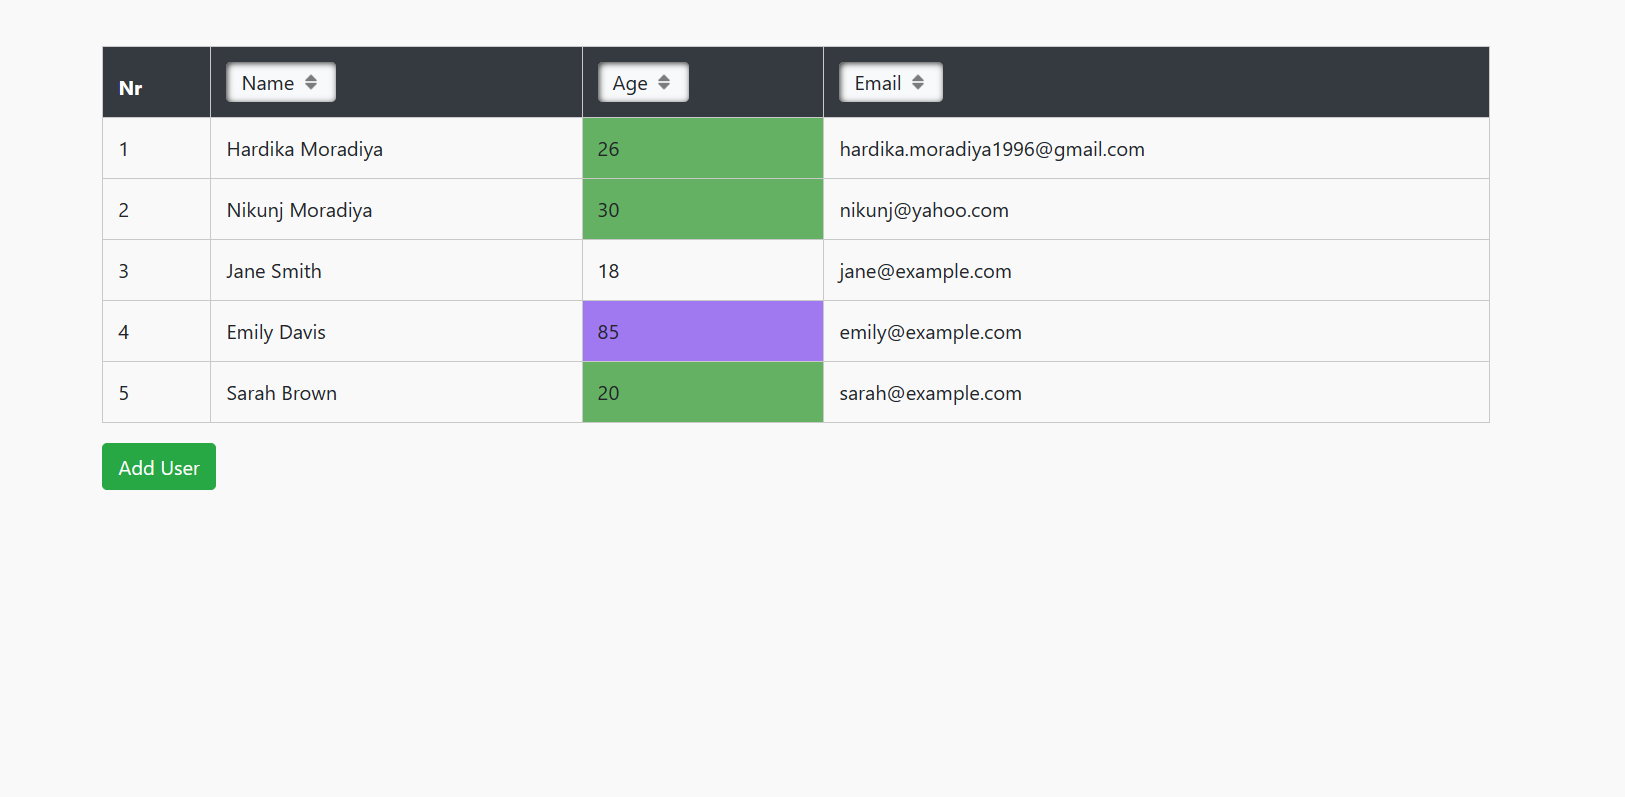 Nr Name Age Email
1 Hardika Moradiya 26 hardika.moradiya1996@gmail.com
2 Nikunj Moradiya 30 nikunj@yahoo.com
3 Jane Smith 18 jane@example.com
4 Emily Davis 85 emily@example.com
5 Sarah Brown 20 sarah@example.com
Add User